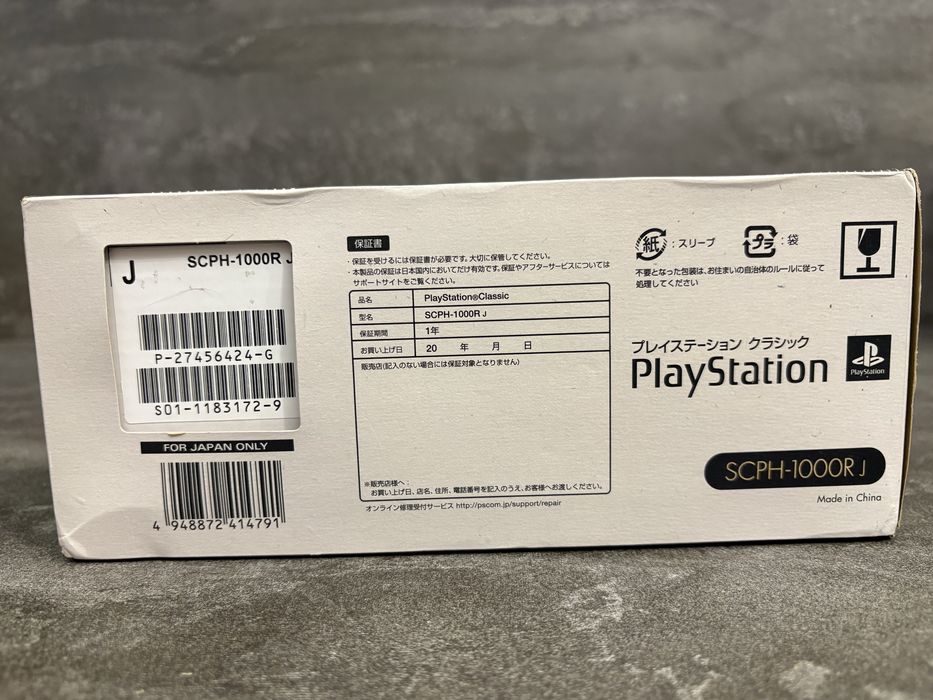 J
SCPH-1000R J
P-27456424-G
S01-1183172-9
FOR JAPAN ONLY
4 948872 414791
保証書
・保証を受けるには保証書が必要です。大切に保管してください。
・本製品の保証は日本国内においてだけ有効です。保証やアフターサービスについては
サポートサイトをご覧ください。
品名 PlayStation®Classic
型名 SCPH-1000R J
保証期間 1年
お買い上げ日 20 年 月 日
販売店(記入のない場合には保証対象となりません)
※販売店様へ:
お買い上げ日、店名、住所、電話番号を記入のうえ、お客様へお渡しください。
オンライン修理受付サービス http://pscom.jp/support/repair
紙 : スリーブ プラ : 袋
不要となった包装は、お住まいの自治体のルールに従って
処理してください
プレイステーション クラシック
PlayStation
PlayStation
SCPH-1000R J
Made in China